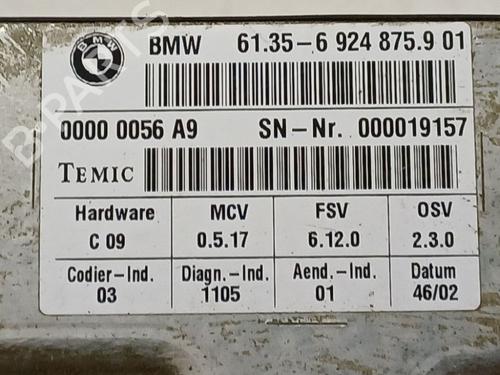 BMW
BMW 61.35-6 924 875.9 01
0000 0056 A9 SN-Nr. 000019157
TEMIC
Hardware MCV FSV OSV
C 09 0.5.17 6.12.0 2.3.0
Codier-Ind. Diagn.-Ind. Aend.-Ind. Datum
03 1105 01 46/02
B-PARTS